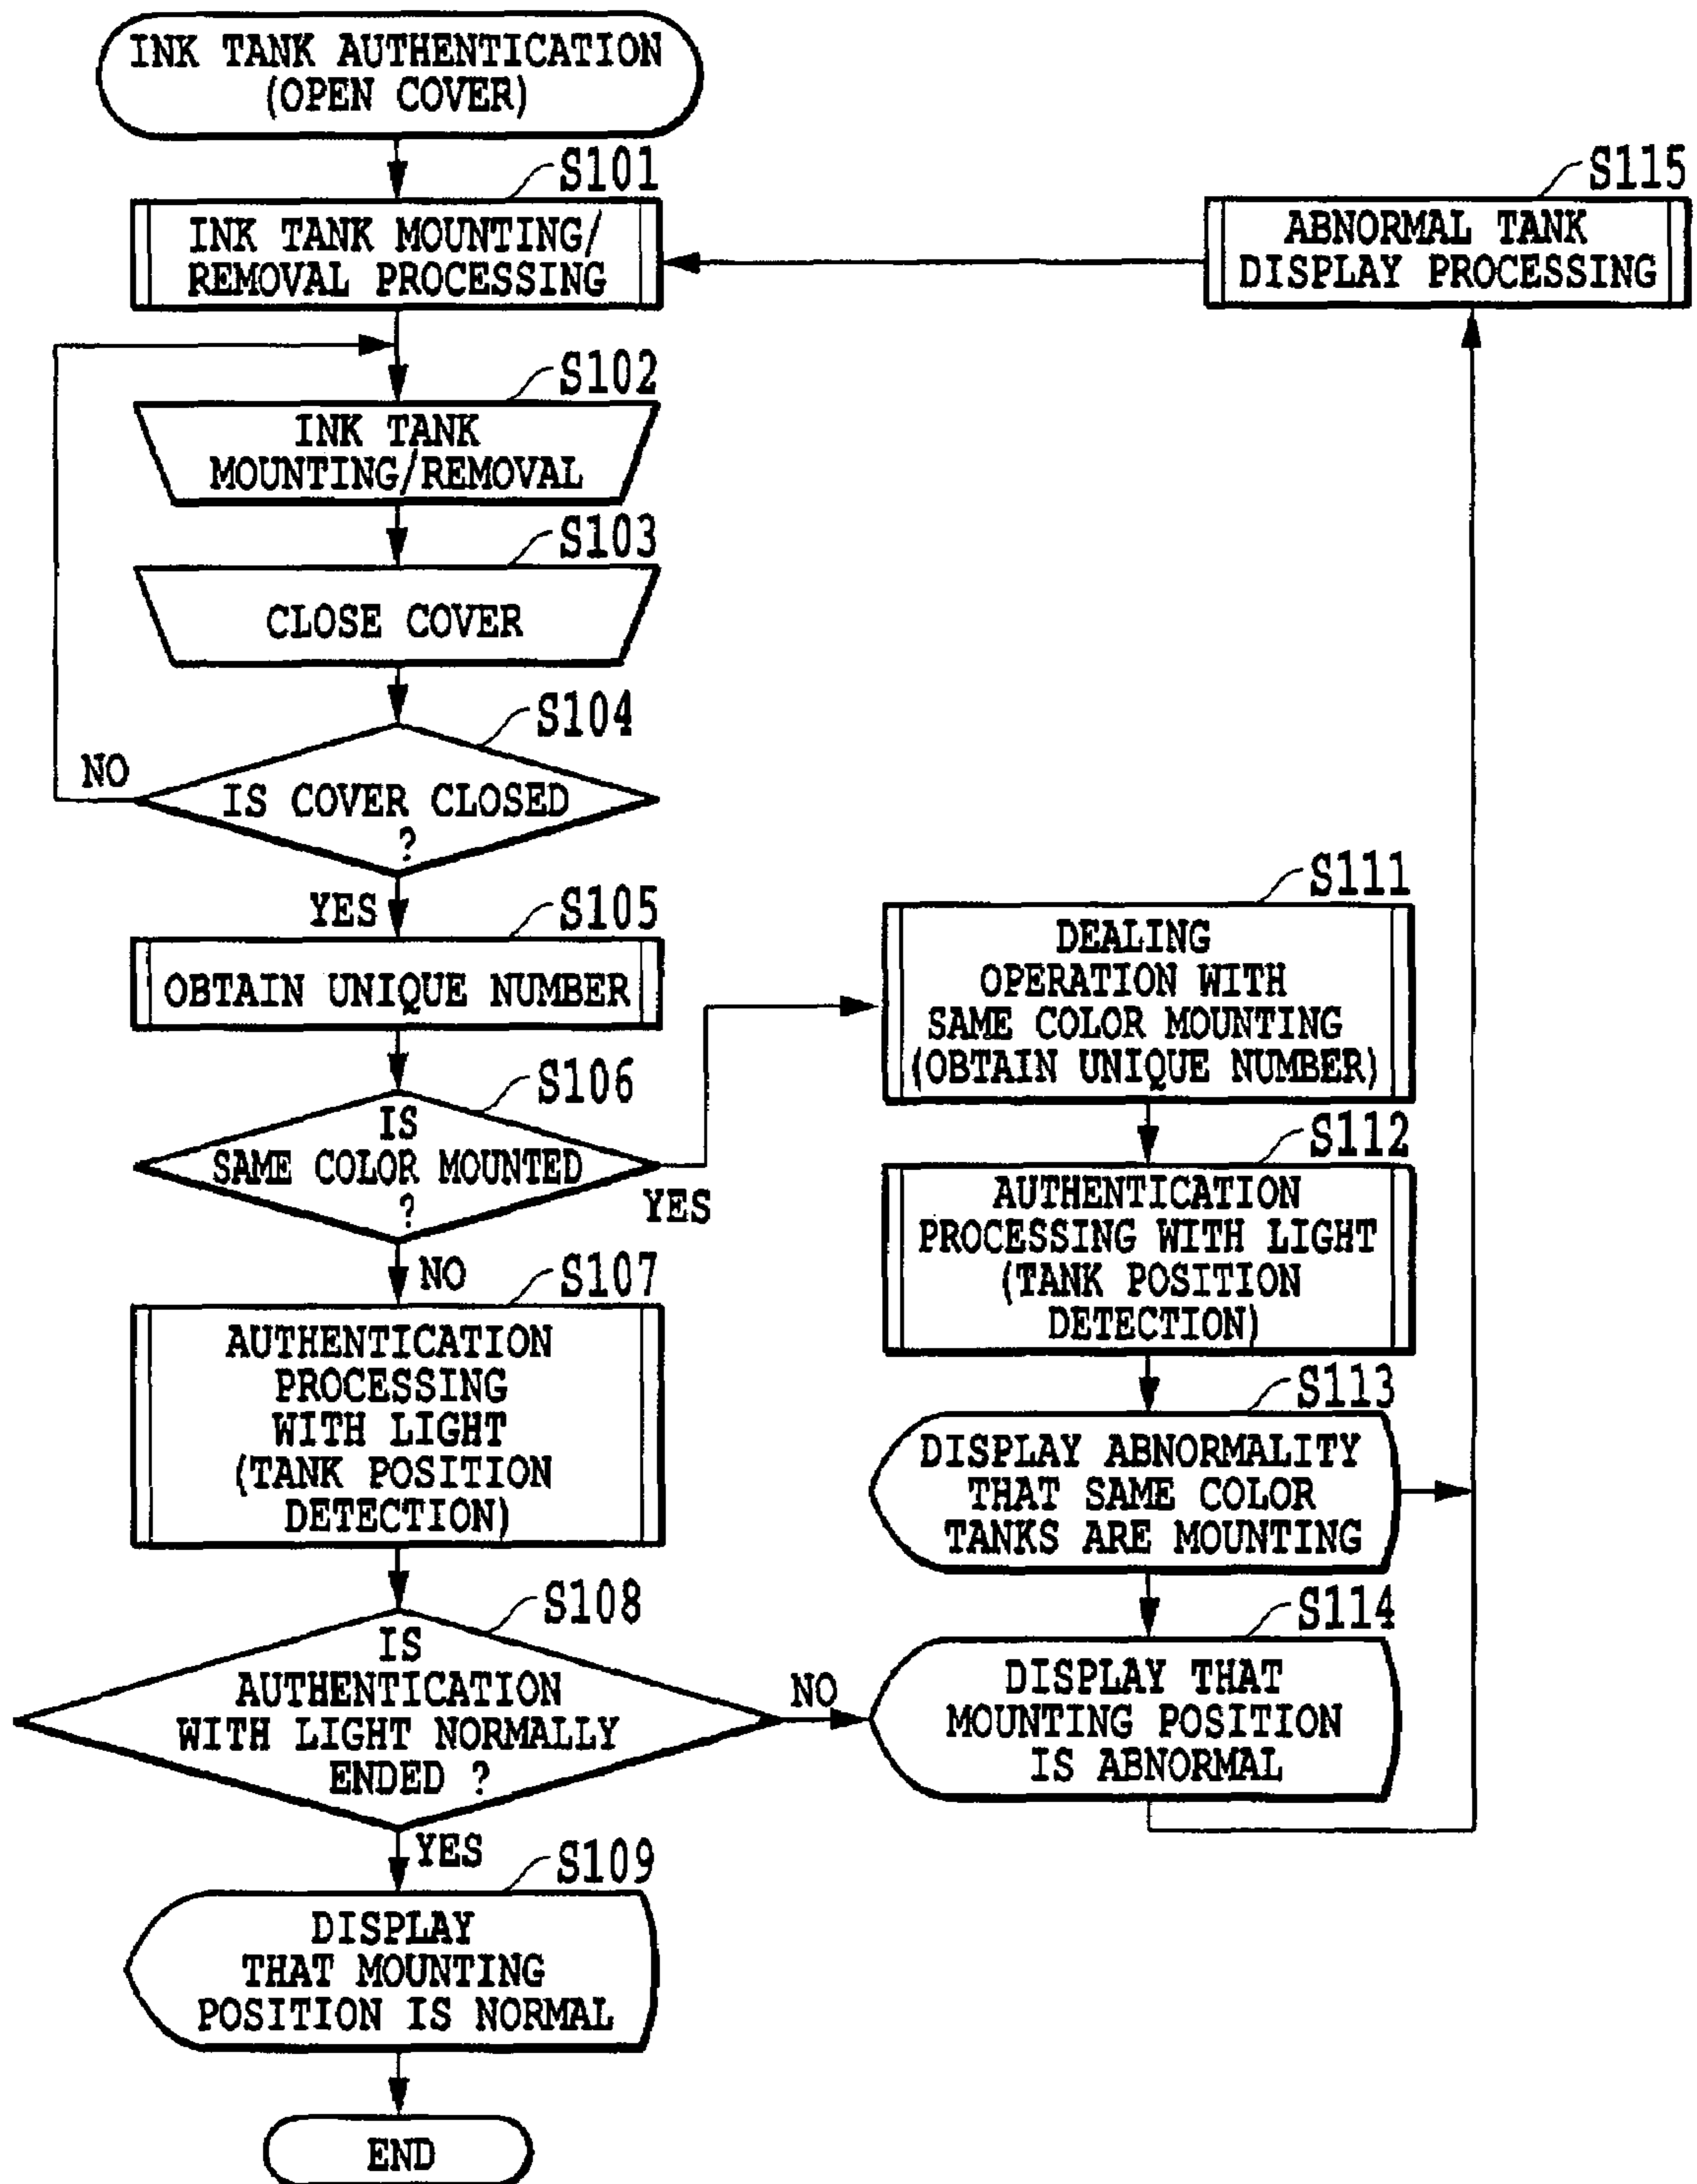 INK TANK AUTHENTICATION
(OPEN COVER)
S101
INK TANK MOUNTING/
REMOVAL PROCESSING
S102
INK TANK
MOUNTING/REMOVAL
S103
CLOSE COVER
S104
IS COVER CLOSED
?
NO
YES
S105
OBTAIN UNIQUE NUMBER
S106
IS
SAME COLOR MOUNTED
?
YES
NO
S107
AUTHENTICATION
PROCESSING
WITH LIGHT
(TANK POSITION
DETECTION)
S108
IS
AUTHENTICATION
WITH LIGHT NORMALLY
ENDED ?
NO
YES
S109
DISPLAY
THAT MOUNTING
POSITION IS NORMAL
END
S111
DEALING
OPERATION WITH
SAME COLOR MOUNTING
(OBTAIN UNIQUE NUMBER)
S112
AUTHENTICATION
PROCESSING WITH LIGHT
(TANK POSITION
DETECTION)
S113
DISPLAY ABNORMALITY
THAT SAME COLOR
TANKS ARE MOUNTING
S114
DISPLAY THAT
MOUNTING POSITION
IS ABNORMAL
S115
ABNORMAL TANK
DISPLAY PROCESSING